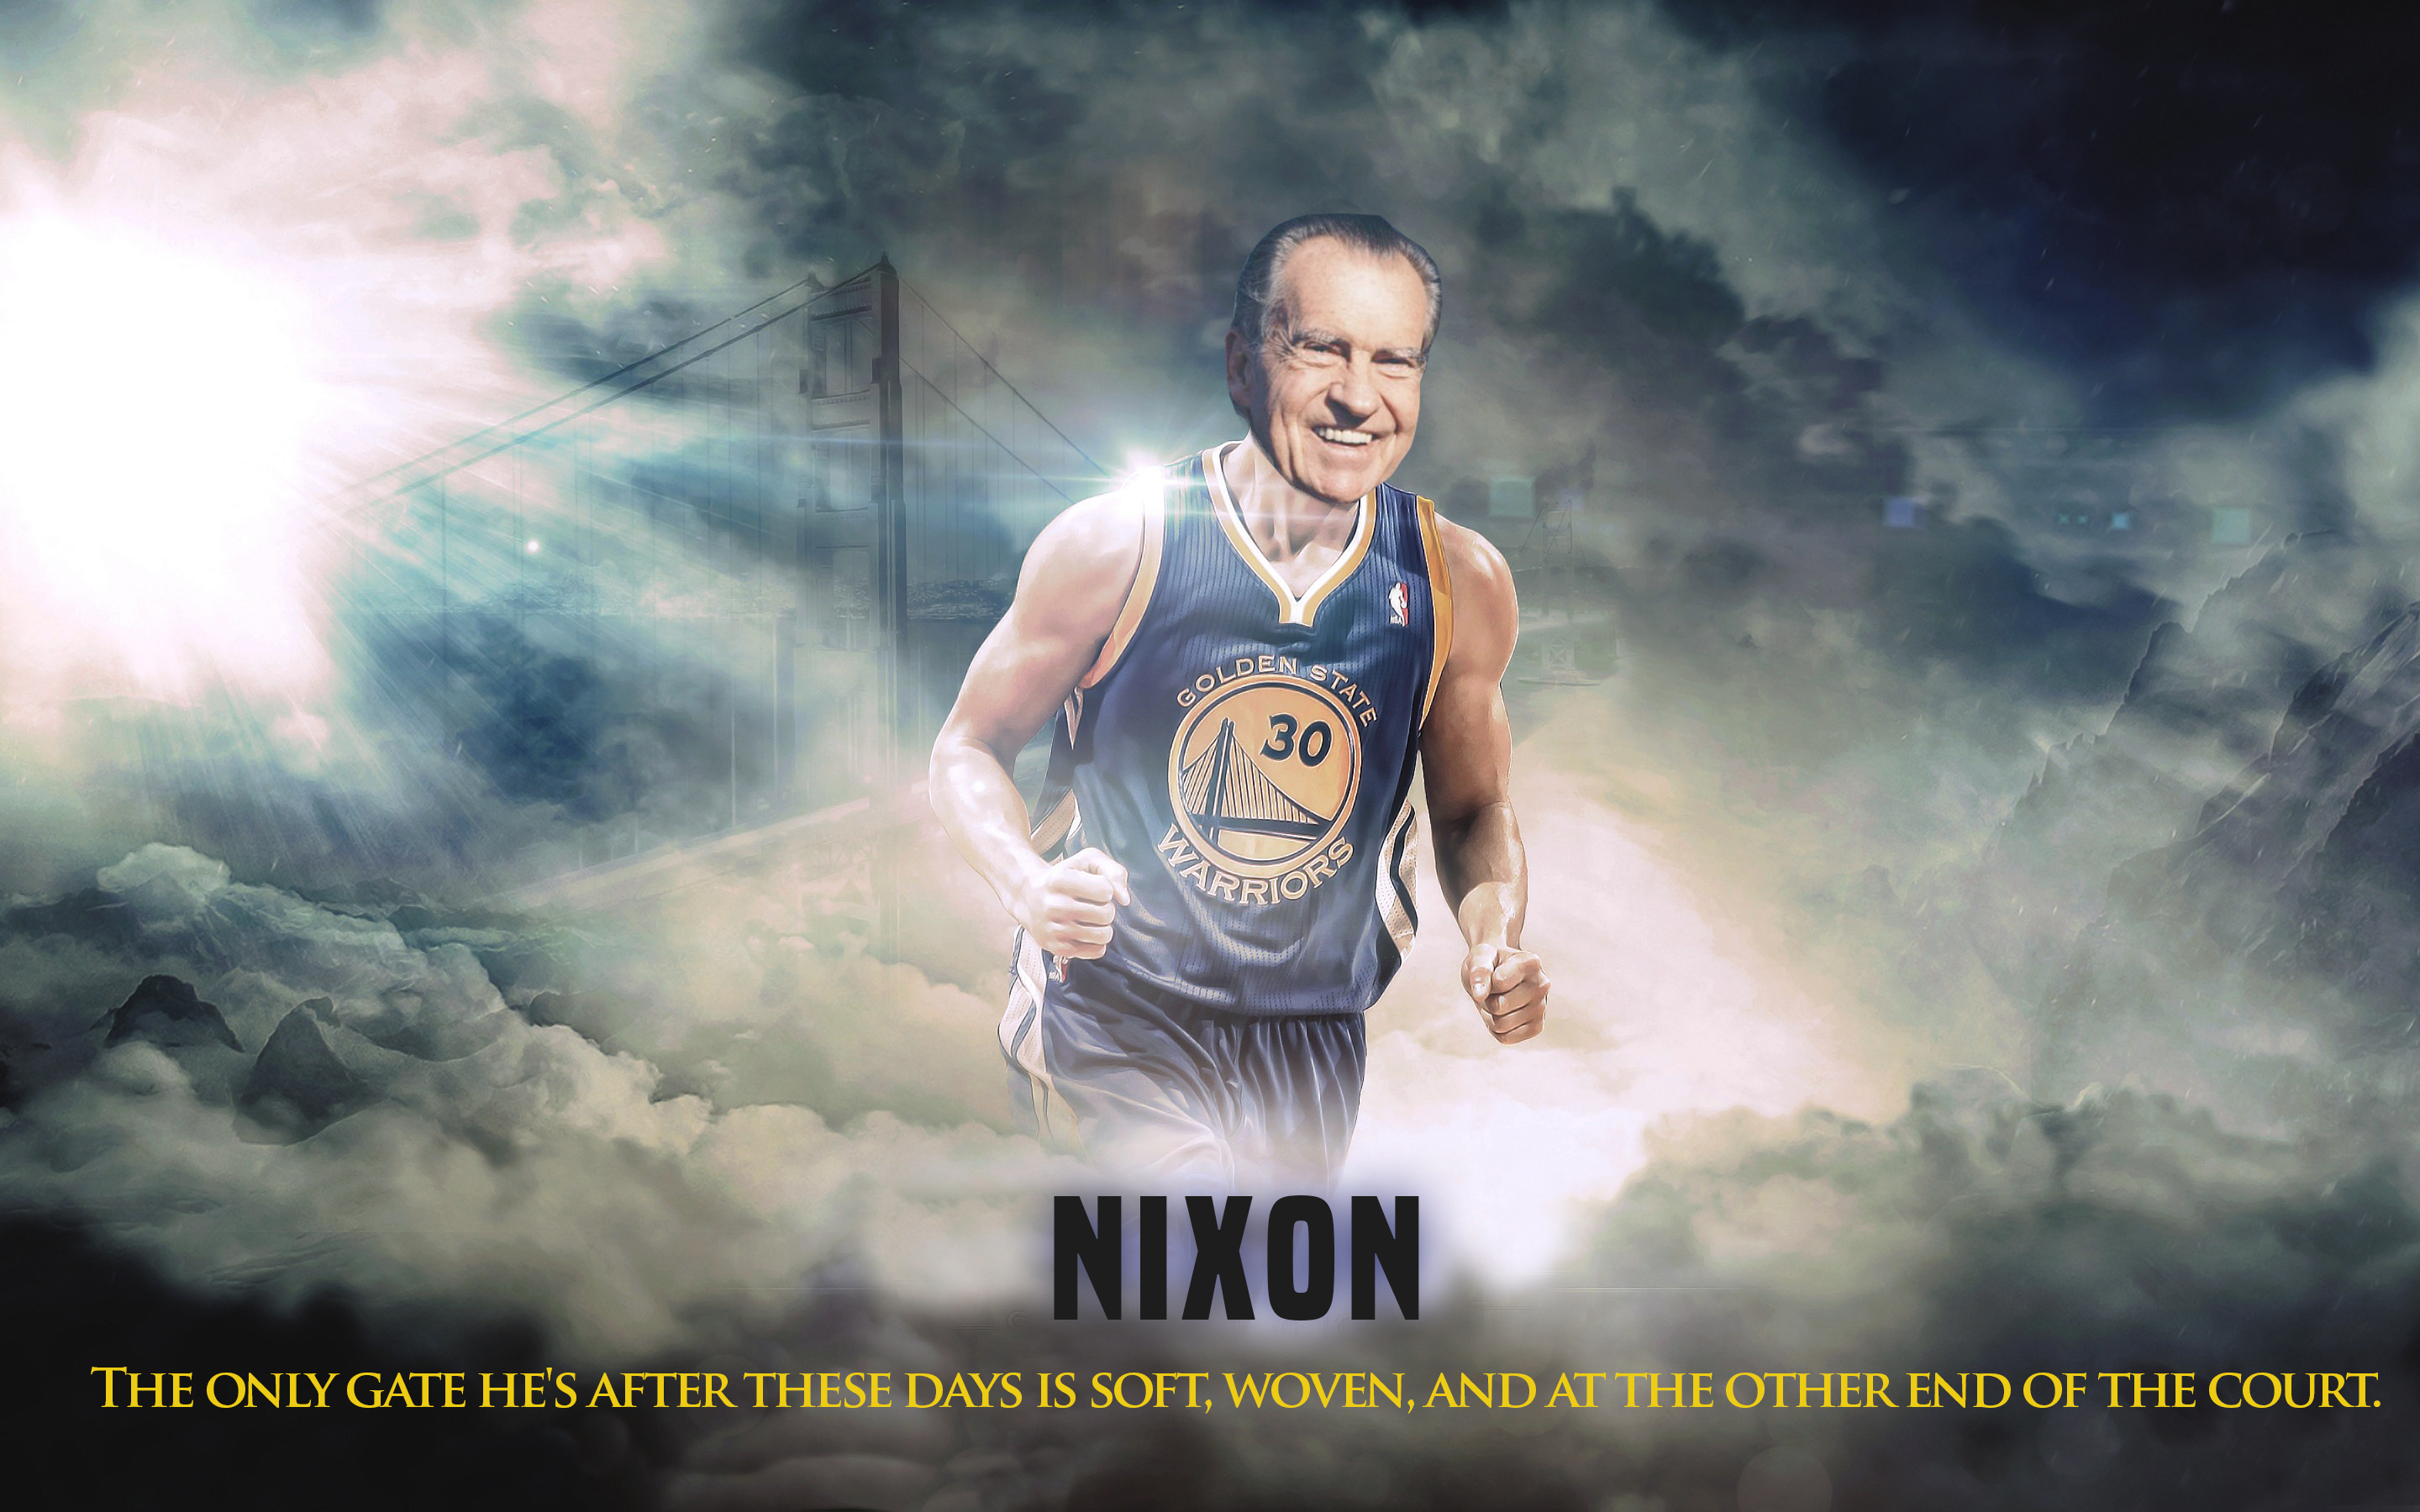 GOLDEN STATE
30
WARRIORS
NIXON
THE ONLY GATE HE'S AFTER THESE DAYS IS SOFT, WOVEN, AND AT THE OTHER END OF THE COURT.